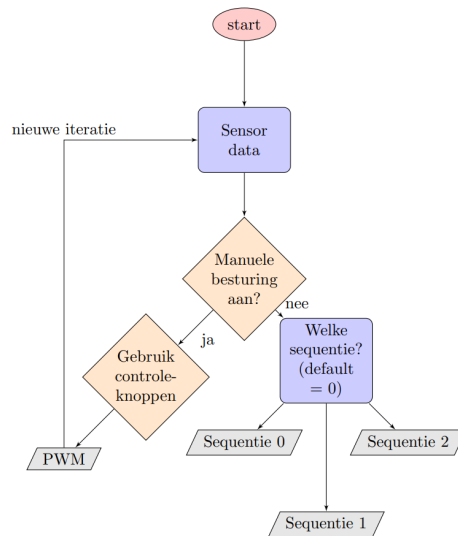 start
nieuwe iteratie
Sensor
data
Manuele
besturing
aan?
nee
ja
Welke
sequentie?
(default
= 0)
Gebruik
controle-
knoppen
Sequentie 0
Sequentie 2
PWM
Sequentie 1